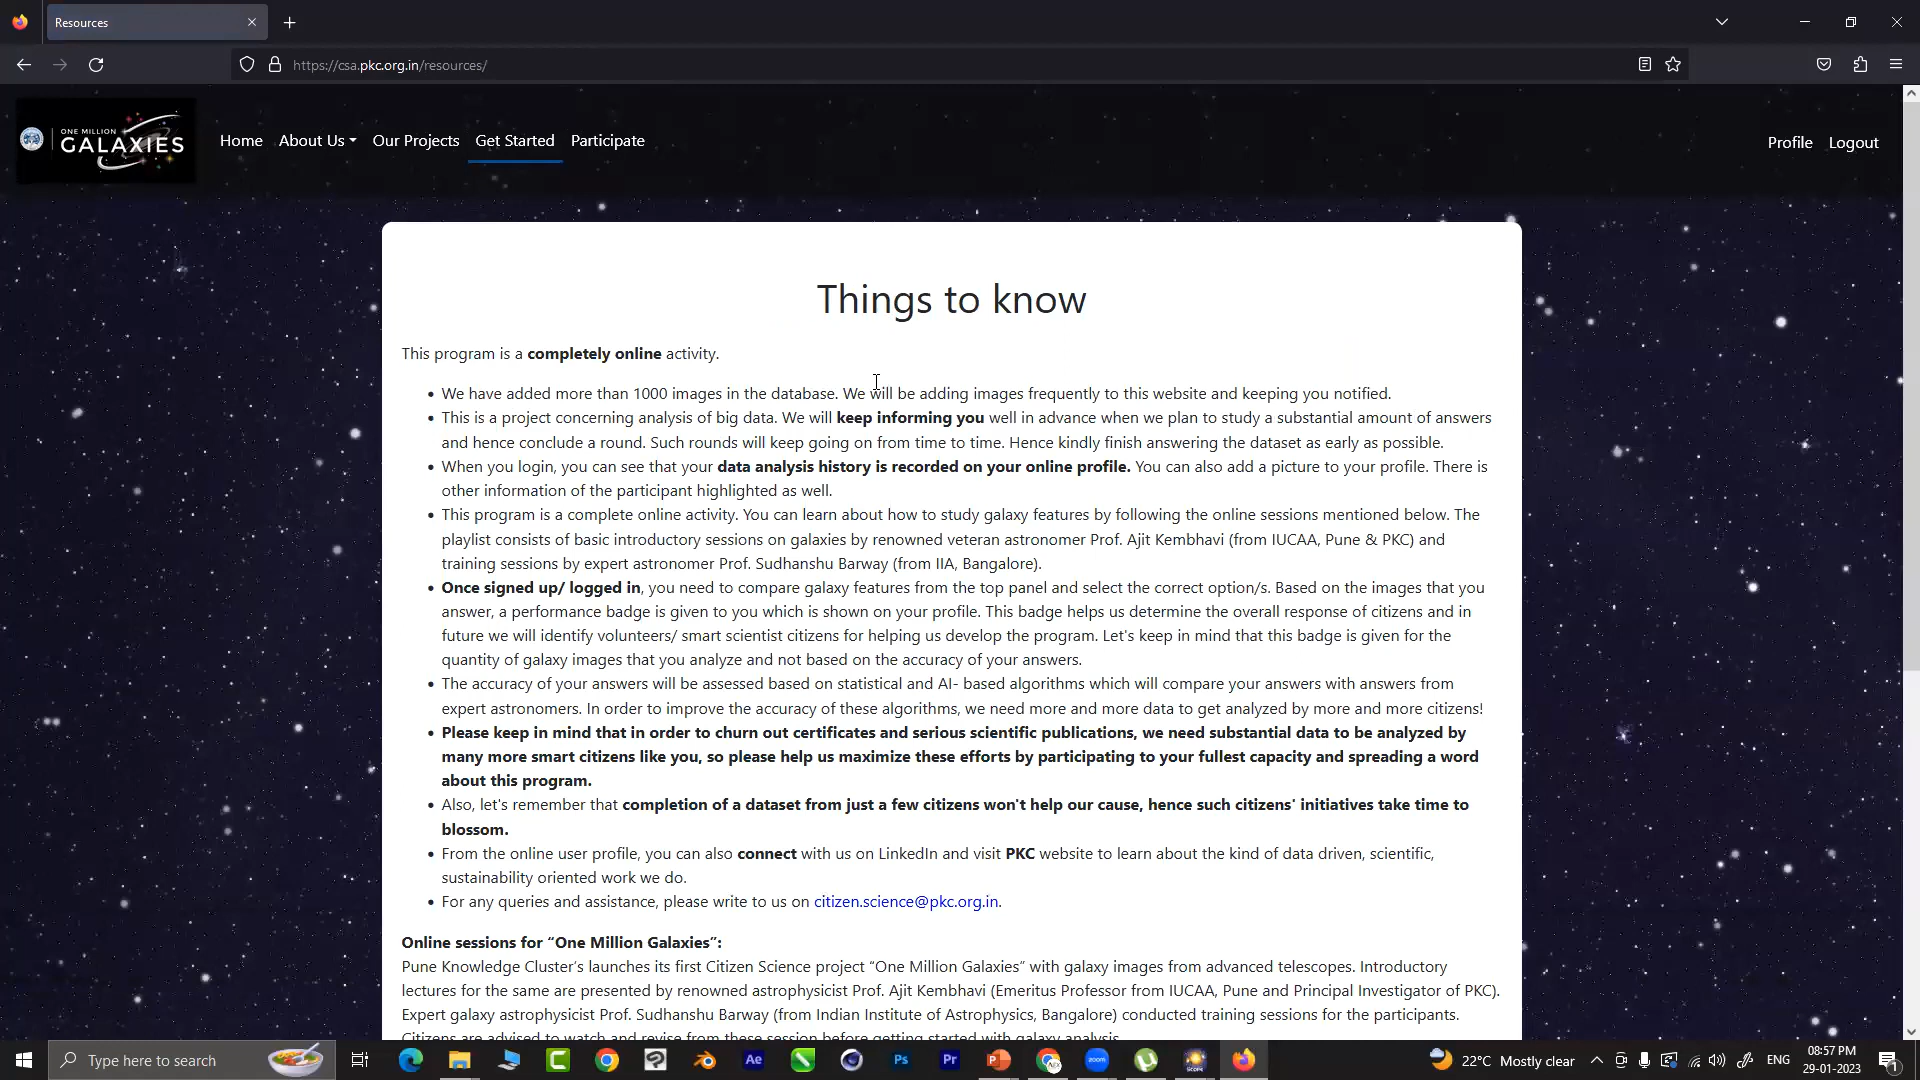 Resources
https://csa.pkc.org.in/resources/
ONE MILLION
GALAXIES
Home About Us Our Projects Get Started Participate
Profile Logout
Things to know
This program is a completely online activity.
• We have added more than 1000 images in the database. We will be adding images frequently to this website and keeping you notified.
• This is a project concerning analysis of big data. We will keep informing you well in advance when we plan to study a substantial amount of answers
and hence conclude a round. Such rounds will keep going on from time to time. Hence kindly finish answering the dataset as early as possible.
• When you login, you can see that your data analysis history is recorded on your online profile. You can also add a picture to your profile. There is
other information of the participant highlighted as well.
• This program is a complete online activity. You can learn about how to study galaxy features by following the online sessions mentioned below. The
playlist consists of basic introductory sessions on galaxies by renowned veteran astronomer Prof. Ajit Kembhavi (from IUCAA, Pune & PKC) and
training sessions by expert astronomer Prof. Sudhanshu Barway (from IIA, Bangalore).
• Once signed up/ logged in, you need to compare galaxy features from the top panel and select the correct option/s. Based on the images that you
answer, a performance badge is given to you which is shown on your profile. This badge helps us determine the overall response of citizens and in
future we will identify volunteers/ smart scientist citizens for helping us develop the program. Let's keep in mind that this badge is given for the
quantity of galaxy images that you analyze and not based on the accuracy of your answers.
• The accuracy of your answers will be assessed based on statistical and AI- based algorithms which will compare your answers with answers from
expert astronomers. In order to improve the accuracy of these algorithms, we need more and more data to get analyzed by more and more citizens!
• Please keep in mind that in order to churn out certificates and serious scientific publications, we need substantial data to be analyzed by
many more smart citizens like you, so please help us maximize these efforts by participating to your fullest capacity and spreading a word
about this program.
• Also, let's remember that completion of a dataset from just a few citizens won't help our cause, hence such citizens' initiatives take time to
blossom.
• From the online user profile, you can also connect with us on LinkedIn and visit PKC website to learn about the kind of data driven, scientific,
sustainability oriented work we do.
• For any queries and assistance, please write to us on citizen.science@pkc.org.in.
Online sessions for “One Million Galaxies”:
Pune Knowledge Cluster’s launches its first Citizen Science project “One Million Galaxies” with galaxy images from advanced telescopes. Introductory
lectures for the same are presented by renowned astrophysicist Prof. Ajit Kembhavi (Emeritus Professor from IUCAA, Pune and Principal Investigator of PKC).
Expert galaxy astrophysicist Prof. Sudhanshu Barway (from Indian Institute of Astrophysics, Bangalore) conducted training sessions for the participants.
Citizens are advised to watch and revise from these session before getting started with galaxy analysis.
Type here to search
Ae
Ps
Pr
zoom
22°C Mostly clear
ENG
08:57 PM
29-01-2023
1